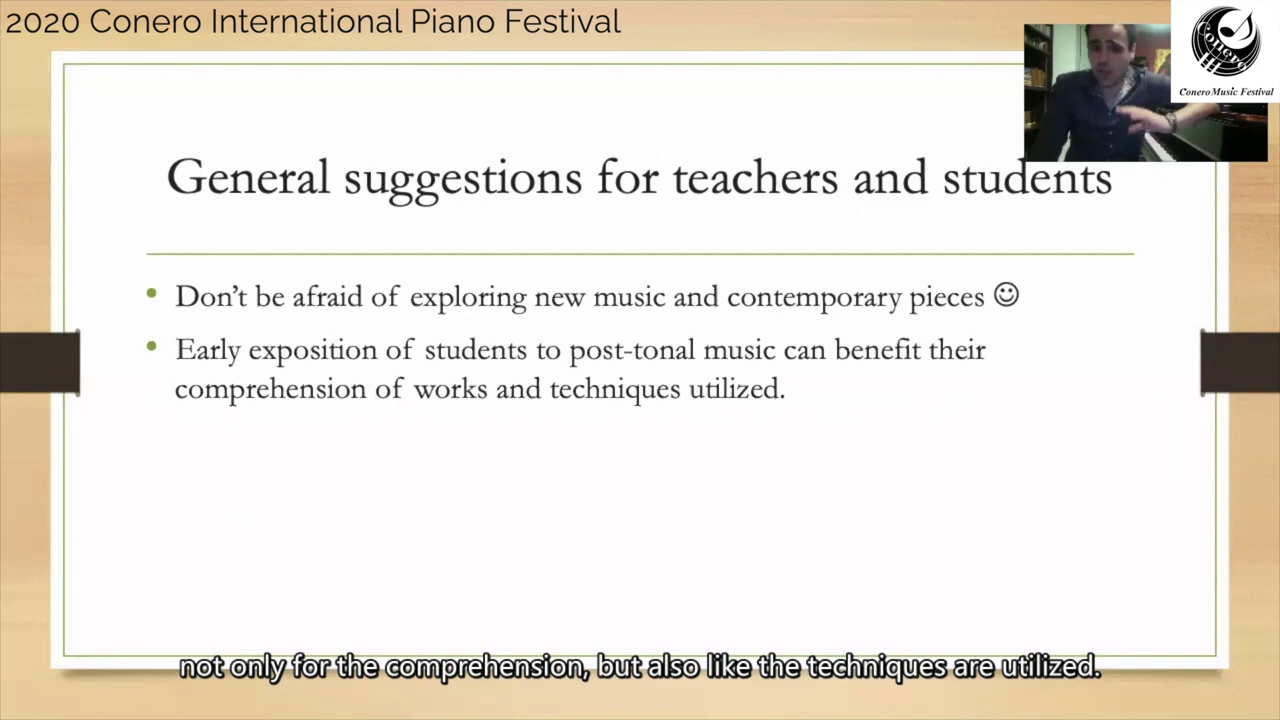 2020 Conero International Piano Festival
Conero
Conero Music Festival
General suggestions for teachers and students
• Don't be afraid of exploring new music and contemporary pieces ☺
• Early exposition of students to post-tonal music can benefit their
comprehension of works and techniques utilized.
not only for the comprehension, but also like the techniques are utilized.